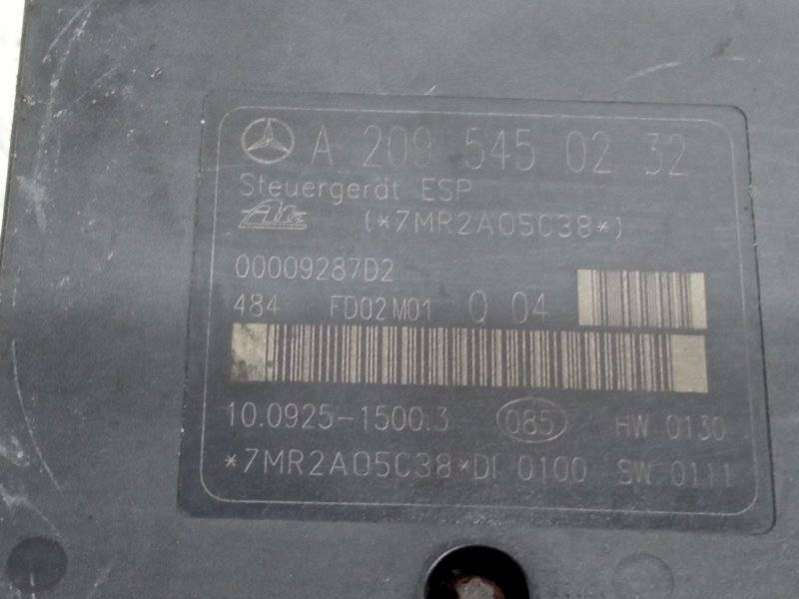 A 209 545 02 32
Steuergerät ESP
Ate (*7MR2A05C38*)
00009287D2
484 FD02M01 Q 04
10.0925-1500.3 085 HW 0130
*7MR2A05C38*DI 0100 SW 0111